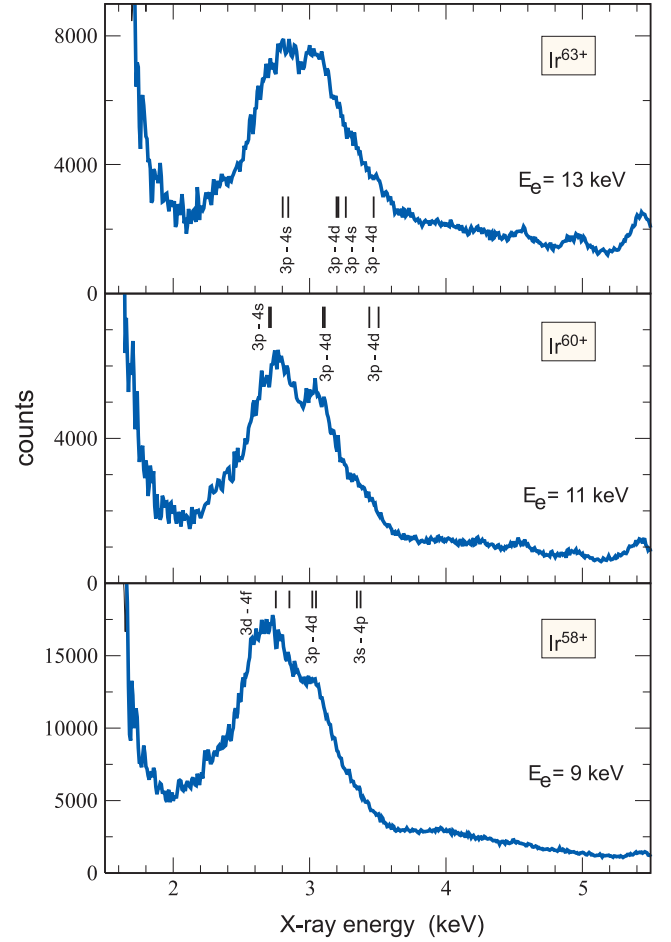 8000
Ir63+
4000
Ee = 13 keV
3p - 4s
3p - 4d
3p - 4s
3p - 4d
0
3p - 4s
3p - 4d
3p - 4d
Ir60+
counts
4000
Ee = 11 keV
0
3d - 4f
3p - 4d
3s - 4p
Ir58+
15000
10000
Ee = 9 keV
5000
0
2
3
4
5
X-ray energy (keV)